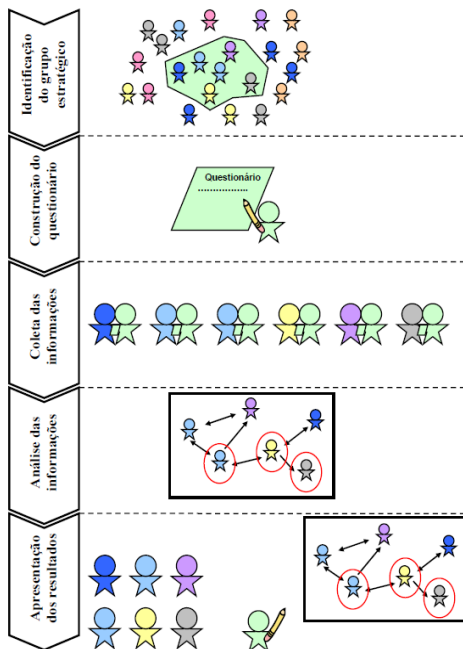 Identificação
do grupo
estratégico
Questionário
..................
Construção do
questionário
Coleta das
informações
Análise das
informações
Apresentação
dos resultados